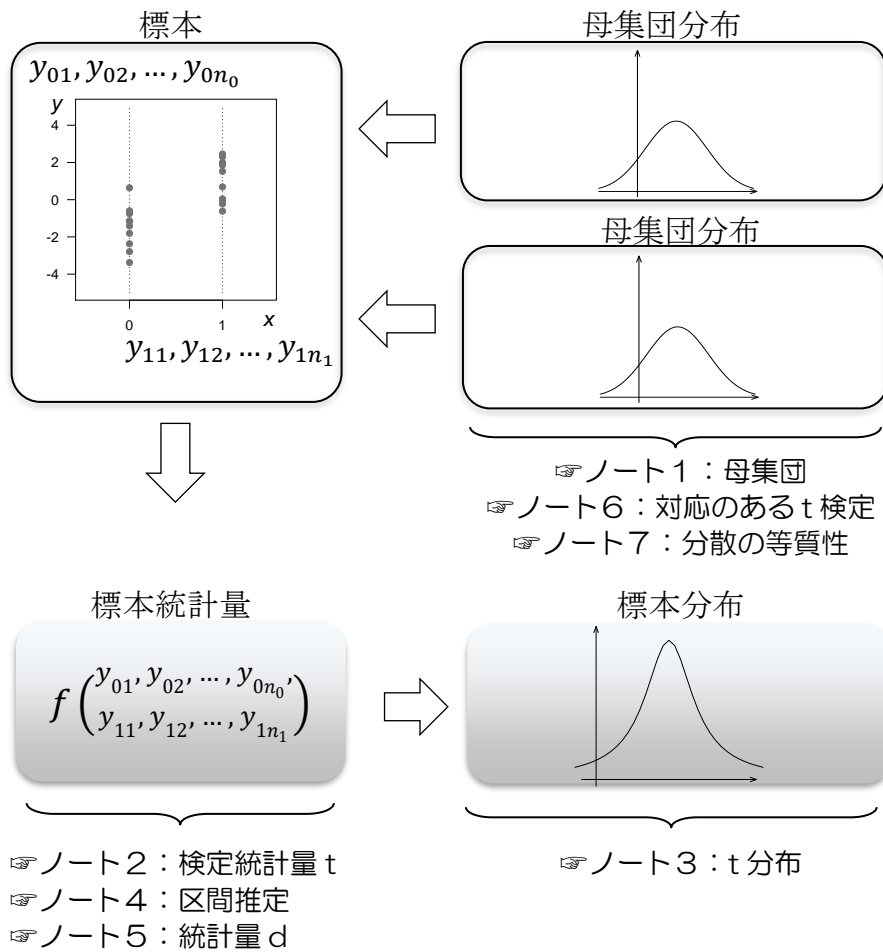 標本
母集団分布
y₀₁, y₀₂, … , y₀ₙ₀
y
4
2
0
-2
-4
0
1
x
y₁₁, y₁₂, … , y₁ₙ₁
母集団分布
☞ノート1：母集団
☞ノート6：対応のあるt検定
☞ノート7：分散の等質性
標本統計量
標本分布
f(y₀₁, y₀₂, … , y₀ₙ₀,
y₁₁, y₁₂, … , y₁ₙ₁)
☞ノート2：検定統計量t
☞ノート4：区間推定
☞ノート5：統計量d
☞ノート3：t分布